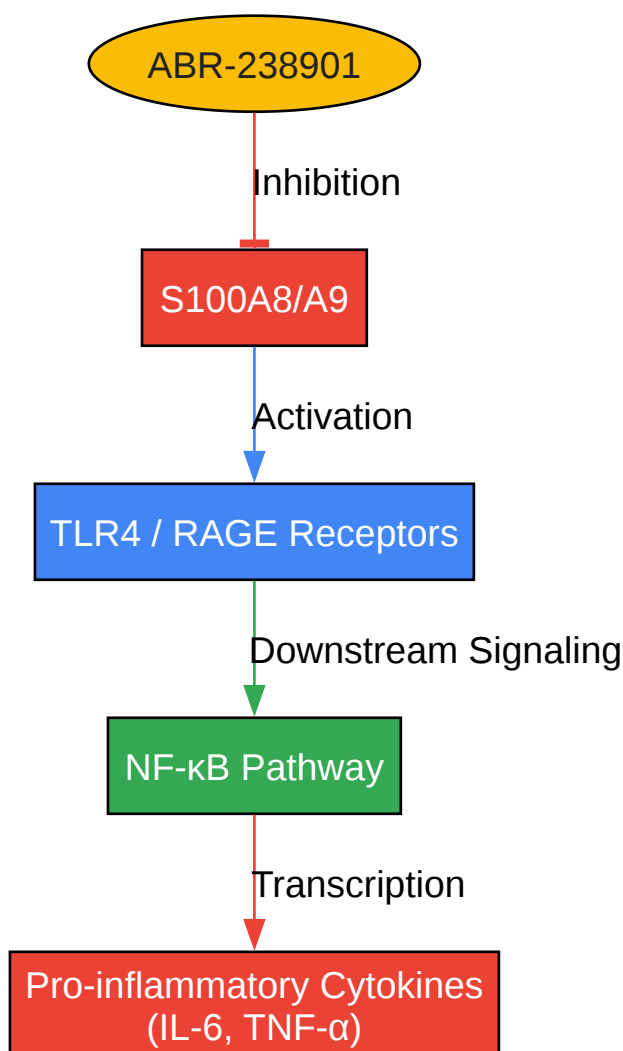 ABR-238901
Inhibition
S100A8/A9
Activation
TLR4 / RAGE Receptors
Downstream Signaling
NF-κB Pathway
Transcription
Pro-inflammatory Cytokines
(IL-6, TNF-α)